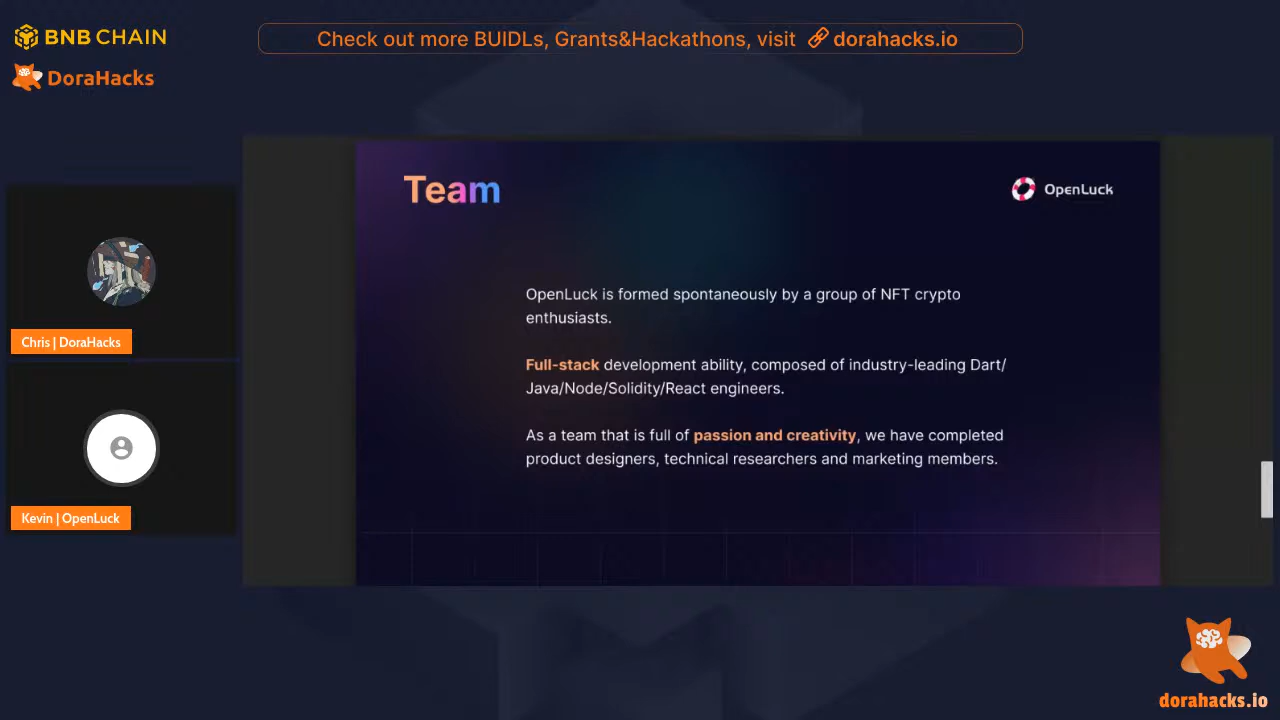 BNB CHAIN
DoraHacks
Check out more BUIDLs, Grants&Hackathons, visit dorahacks.io
Team
OpenLuck
OpenLuck is formed spontaneously by a group of NFT crypto
enthusiasts.
Full-stack development ability, composed of industry-leading Dart/
Java/Node/Solidity/React engineers.
As a team that is full of passion and creativity, we have completed
product designers, technical researchers and marketing members.
Chris | DoraHacks
Kevin | OpenLuck
dorahacks.io